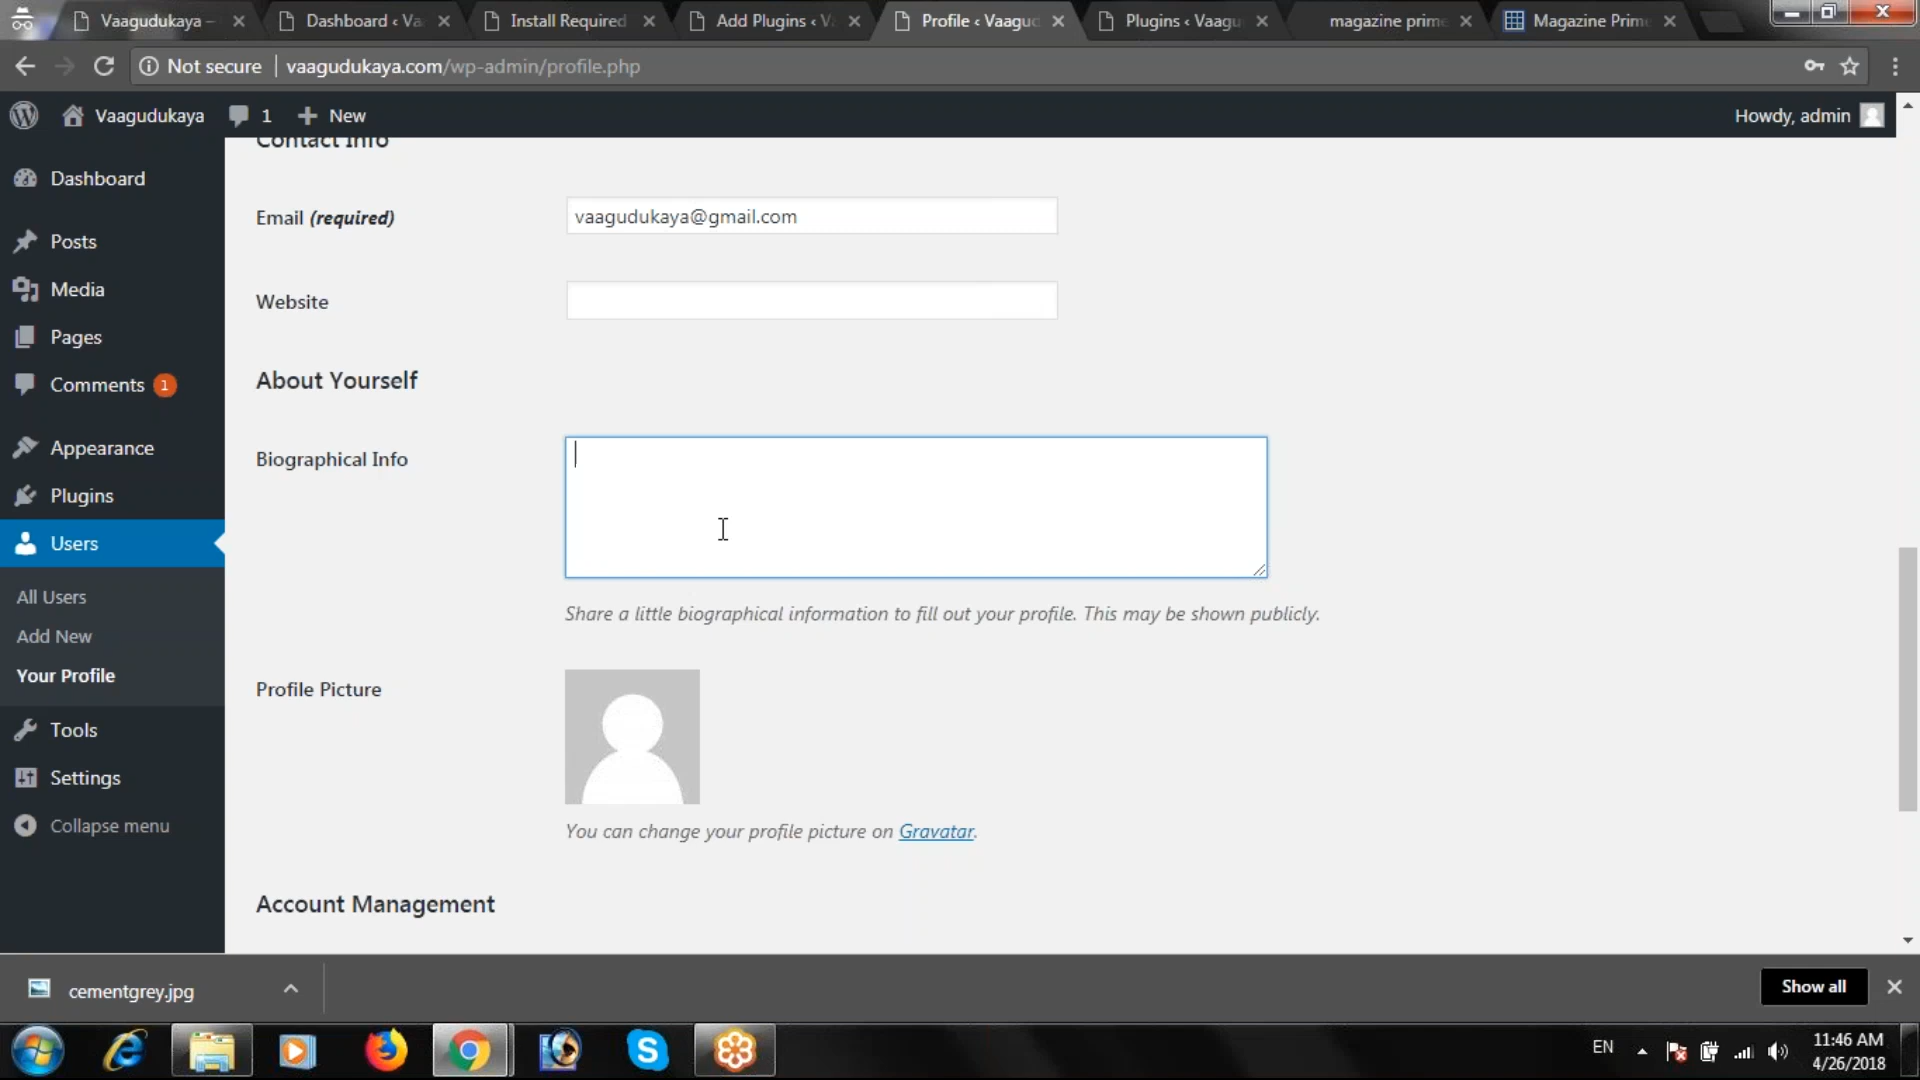 Vaagudukaya –
Dashboard ‹ Va
Install Required
Add Plugins ‹ V
Profile ‹ Vaagu
Plugins ‹ Vaagu
magazine prime
Magazine Prim
Not secure
vaagudukaya.com/wp-admin/profile.php
Vaagudukaya
1
New
Howdy, admin
Dashboard
Posts
Media
Pages
Comments 1
Appearance
Plugins
Users
All Users
Add New
Your Profile
Tools
Settings
Collapse menu
Contact Info
Email (required)
vaagudukaya@gmail.com
Website
About Yourself
Biographical Info
Share a little biographical information to fill out your profile. This may be shown publicly.
Profile Picture
You can change your profile picture on Gravatar.
Account Management
cementgrey.jpg
Show all
EN
11:46 AM
4/26/2018